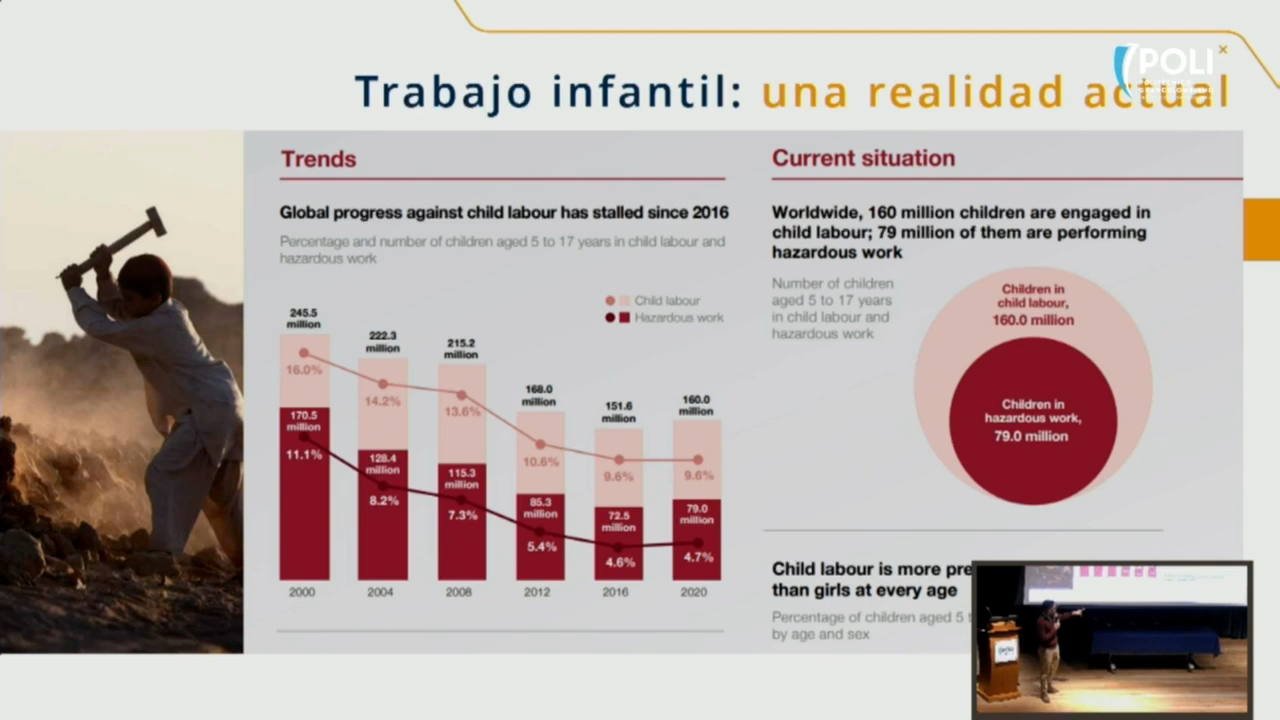 Trabajo infantil: una realidad actual
POLI
Trends
Global progress against child labour has stalled since 2016
Percentage and number of children aged 5 to 17 years in child labour and
hazardous work
Child labour
Hazardous work
245.5
million
222.3
million
215.2
million
168.0
million
151.6
million
160.0
million
16.0%
14.2%
13.6%
10.6%
9.6%
9.6%
170.5
million
128.4
million
115.3
million
85.3
million
72.5
million
79.0
million
11.1%
8.2%
7.3%
5.4%
4.6%
4.7%
2000
2004
2008
2012
2016
2020
Current situation
Worldwide, 160 million children are engaged in
child labour; 79 million of them are performing
hazardous work
Number of children
aged 5 to 17 years
in child labour and
hazardous work
Children in
child labour,
160.0 million
Children in
hazardous work,
79.0 million
Child labour is more pre
than girls at every age
Percentage of children aged 5
by age and sex